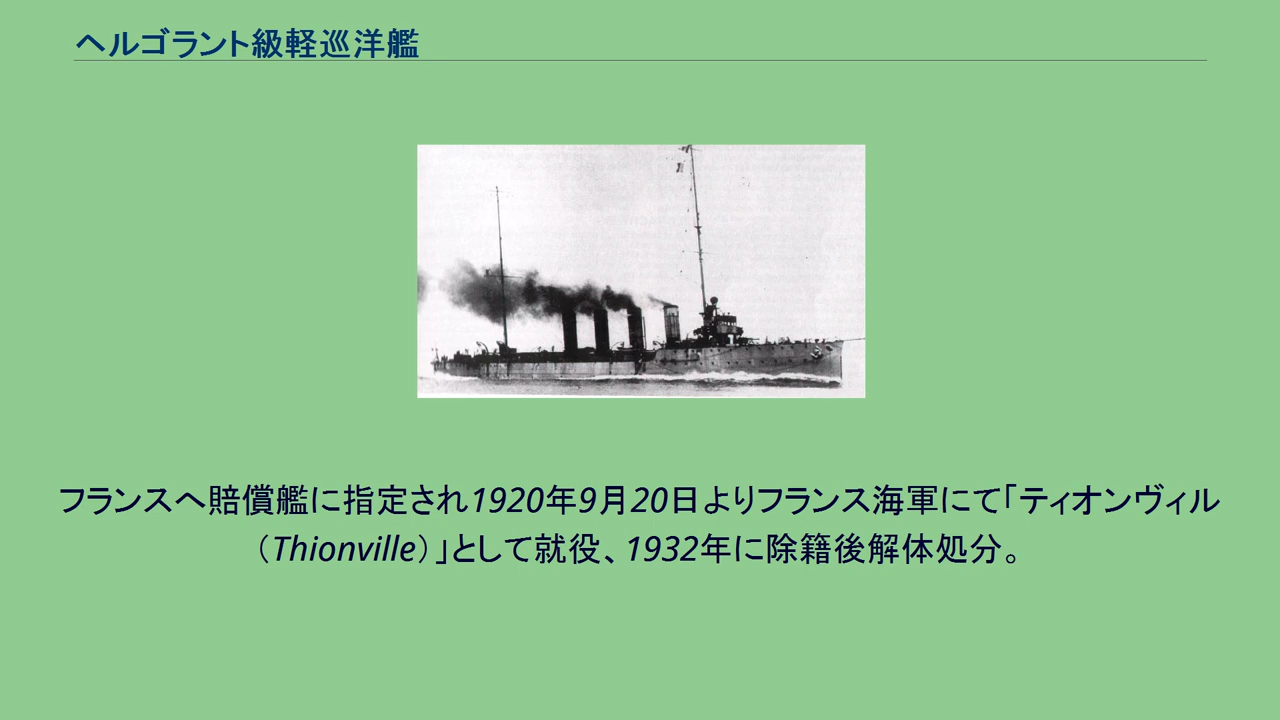 ヘルゴラント級軽巡洋艦
フランスへ賠償艦に指定され1920年9月20日よりフランス海軍にて「ティオンヴィル
（Thionville）」として就役、1932年に除籍後解体処分。